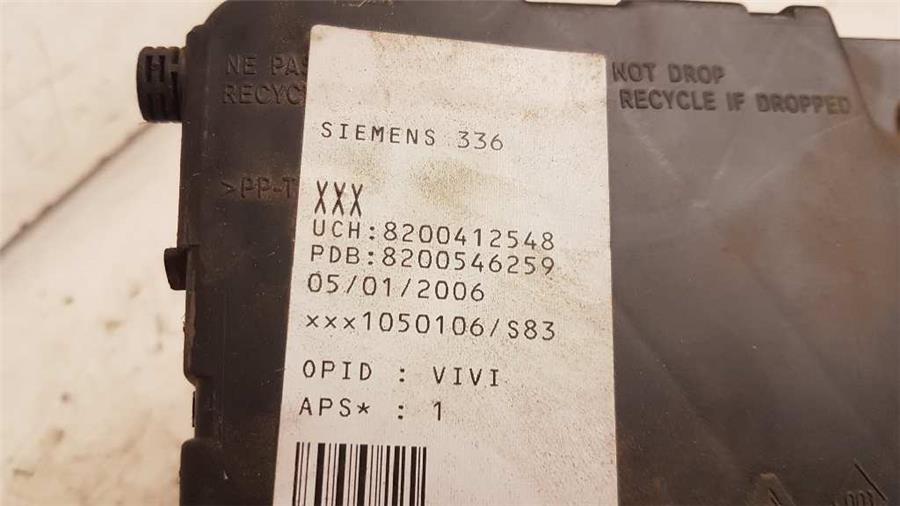 NE PAS NOT DROP
RECYC RECYCLE IF DROPPED
SIEMENS 336
>PP-T
XXX
UCH:8200412548
PDB:8200546259
05/01/2006
xxx1050106/S83
OPID : VIVI
APS* : 1